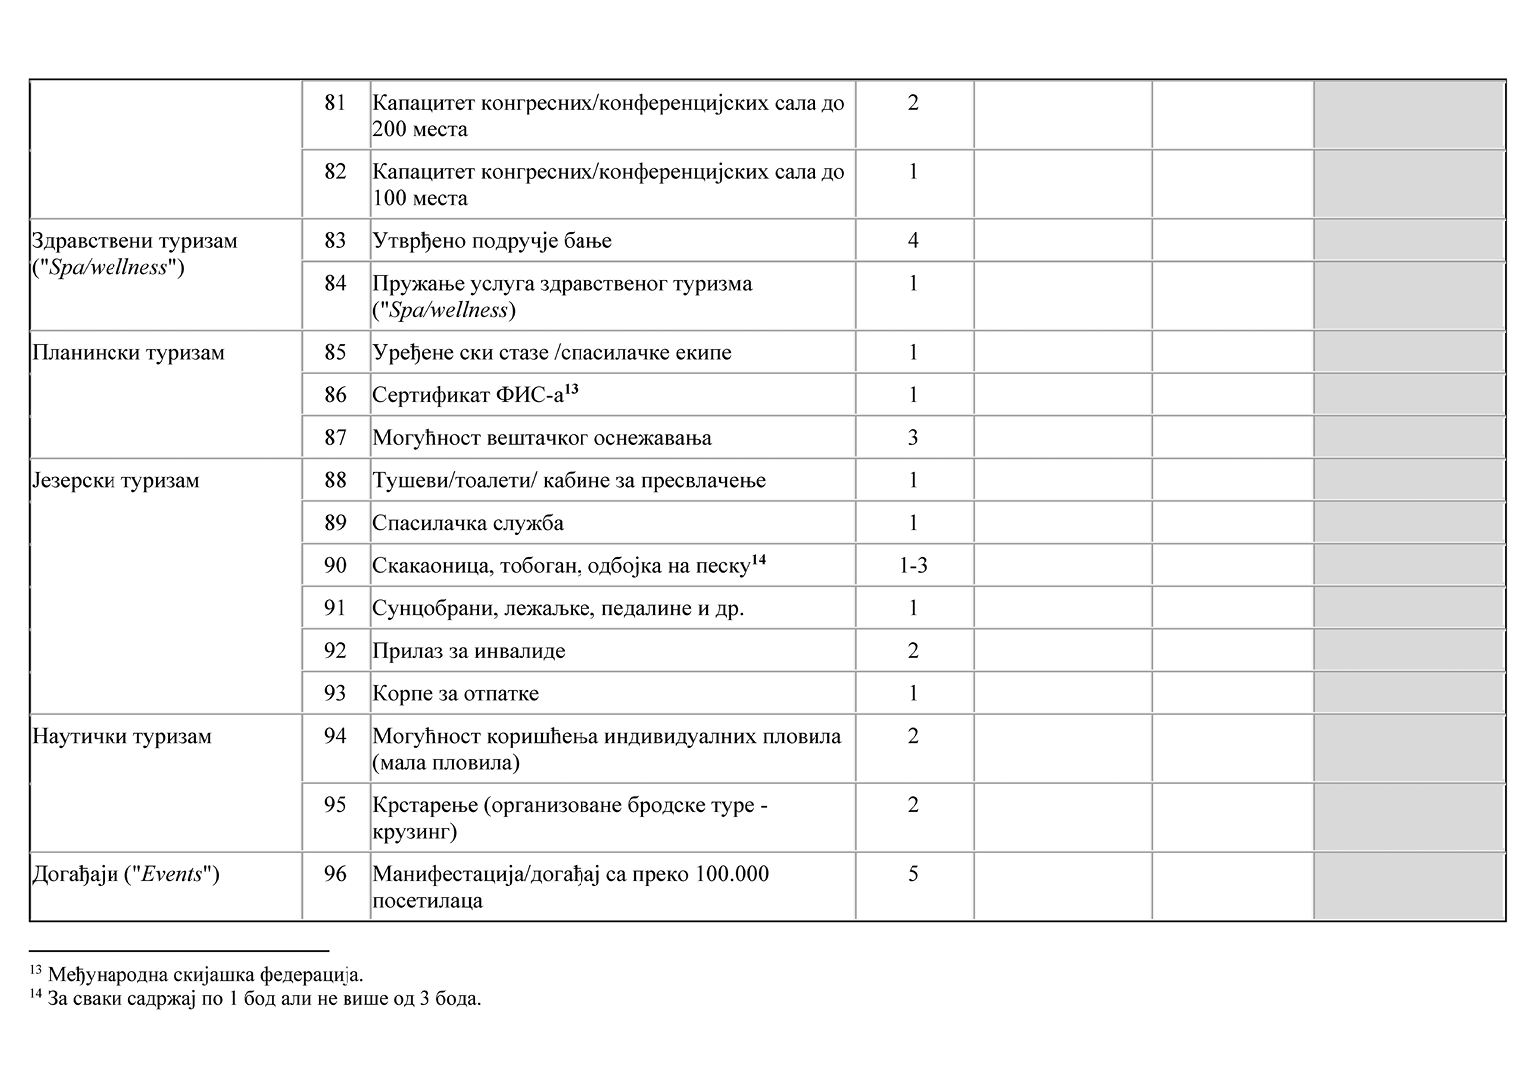 81 Капацитет конгресних/конференцијских сала до 2
200 места
82 Капацитет конгресних/конференцијских сала до 1
100 места
Здравствени туризам 83 Утврђено подручје бање 4
("Spa/wellness")
84 Пружање услуга здравственог туризма 1
("Spa/wellness)
Планински туризам 85 Уређене ски стазе /спасилачке екипе 1
86 Сертификат ФИС-а13 1
87 Могућност вештачког оснежавања 3
Језерски туризам 88 Тушеви/тоалети/ кабине за пресвлачење 1
89 Спасилачка служба 1
90 Скакаоница, тобоган, одбојка на песку14 1-3
91 Сунцобрани, лежаљке, педалине и др. 1
92 Прилаз за инвалиде 2
93 Корпе за отпатке 1
Наутички туризам 94 Могућност коришћења индивидуалних пловила 2
(мала пловила)
95 Крстарење (организоване бродске туре - 2
крузинг)
Догађаји ("Events") 96 Манифестација/догађај са преко 100.000 5
посетилаца
13 Међународна скијашка федерација.
14 За сваки садржај по 1 бод али не више од 3 бода.